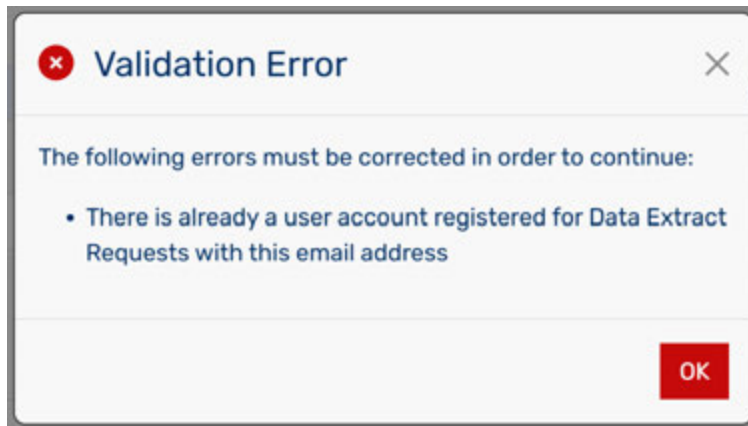 Validation Error
The following errors must be corrected in order to continue:
• There is already a user account registered for Data Extract
Requests with this email address
OK